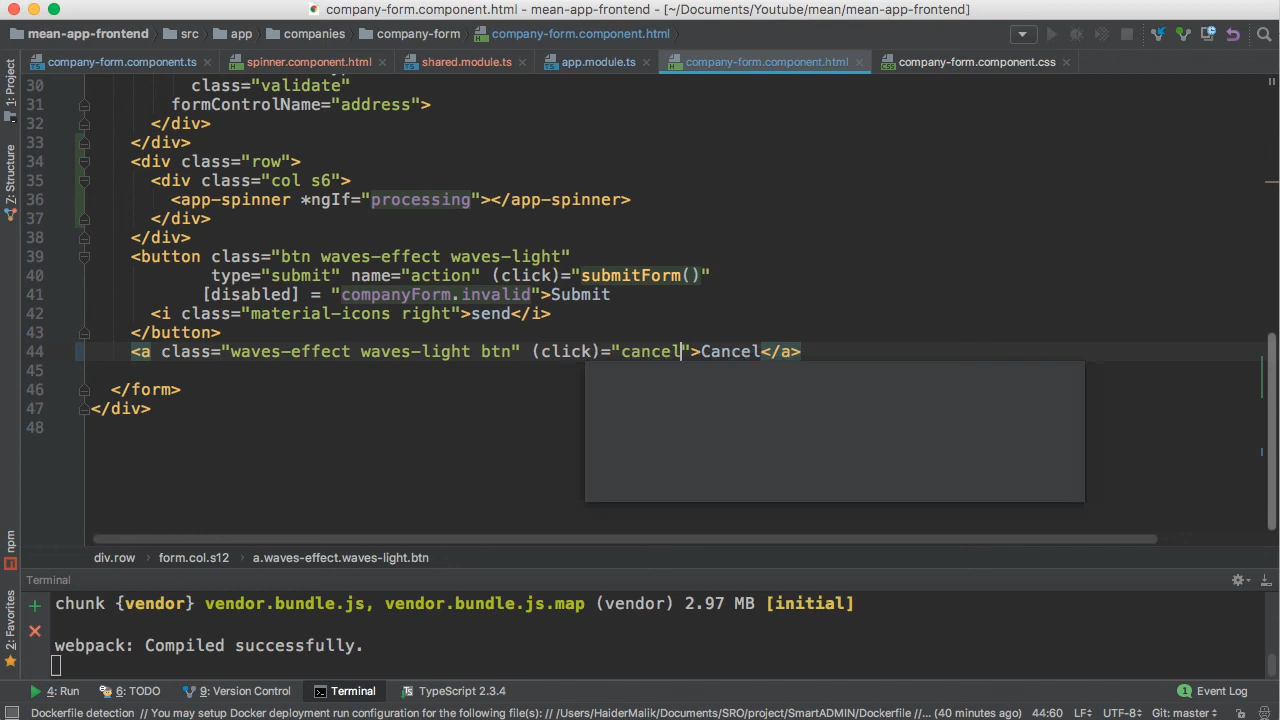 company-form.component.html - mean-app-frontend - [~/Documents/Youtube/mean/mean-app-frontend]
mean-app-frontend src app companies company-form company-form.component.html
company-form.component.ts spinner.component.html shared.module.ts app.module.ts company-form.component.html company-form.component.css
1: Project
Z: Structure
npm
2: Favorites
30 class="validate"
31 formControlName="address">
32 </div>
33 </div>
34 <div class="row">
35 <div class="col s6">
36 <app-spinner *ngIf="processing"></app-spinner>
37 </div>
38 </div>
39 <button class="btn waves-effect waves-light"
40 type="submit" name="action" (click)="submitForm()"
41 [disabled] = "companyForm.invalid">Submit
42 <i class="material-icons right">send</i>
43 </button>
44 <a class="waves-effect waves-light btn" (click)="cancel">Cancel</a>
45
46 </form>
47 </div>
48
div.row form.col.s12 a.waves-effect.waves-light.btn
Terminal
chunk {vendor} vendor.bundle.js, vendor.bundle.js.map (vendor) 2.97 MB [initial]
webpack: Compiled successfully.
4: Run 6: TODO 9: Version Control Terminal TypeScript 2.3.4 1 Event Log
Dockerfile detection // You may setup Docker deployment run configuration for the following file(s): // /Users/HaiderMalik/Documents/SRO/project/SmartADMIN/Dockerfile //... (40 minutes ago) 44:60 LF UTF-8 Git: master